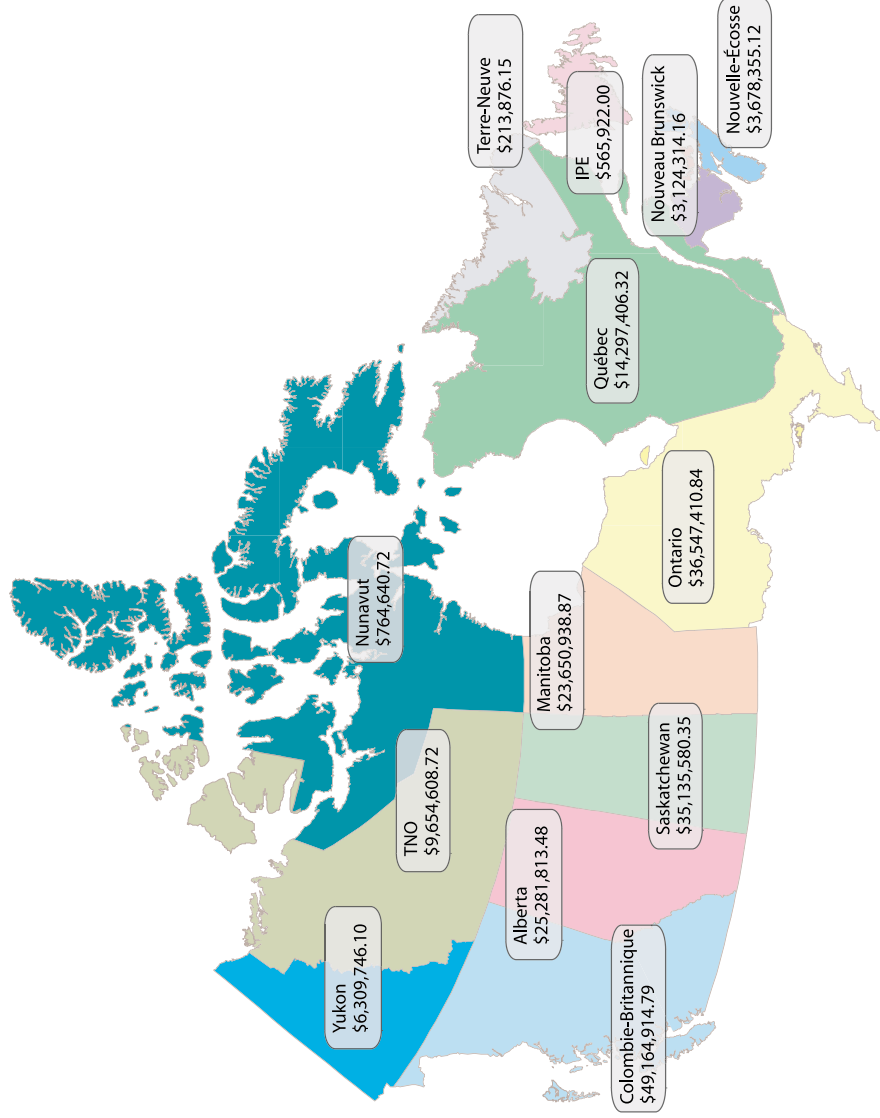 Yukon
$6,309,746.10
TNO
$9,654,608.72
Nunavut
$764,640.72
Colombie-Britannique
$49,164,914.79
Alberta
$25,281,813.48
Saskatchewan
$35,135,580.35
Manitoba
$23,650,938.87
Ontario
$36,547,410.84
Québec
$14,297,406.32
Terre-Neuve
$213,876.15
IPE
$565,922.00
Nouveau Brunswick
$3,124,314.16
Nouvelle-Écosse
$3,678,355.12